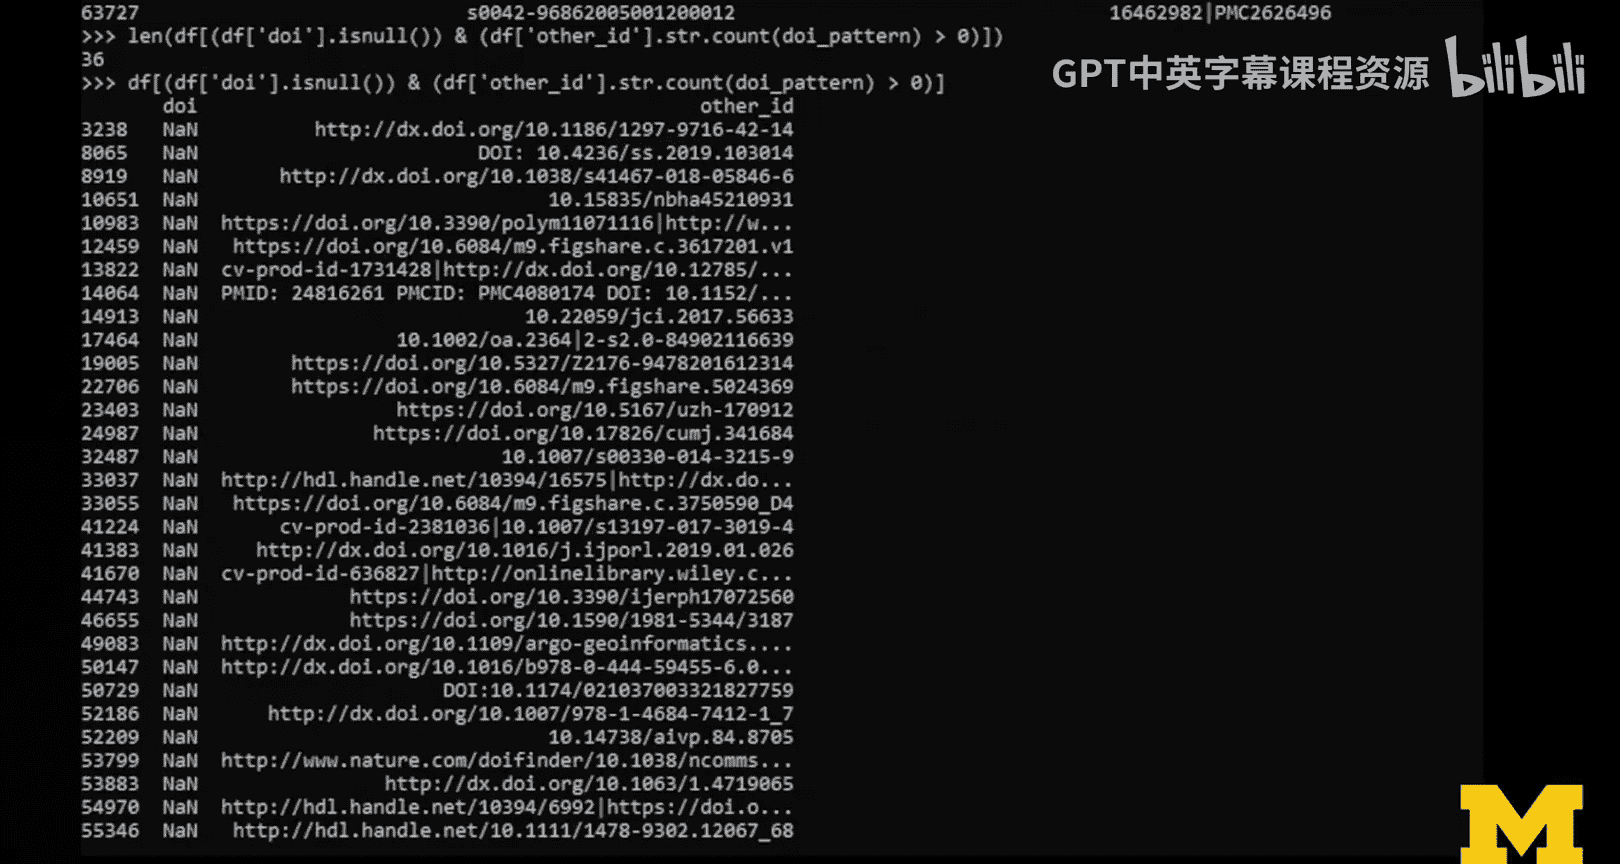 63727 s0042-96862005001200012 16462982|PMC2626496
>>> len(df[(df['doi'].isnull()) & (df['other_id'].str.count(doi_pattern) > 0)])
36
>>> df[(df['doi'].isnull()) & (df['other_id'].str.count(doi_pattern) > 0)]
doi other_id
3238 NaN http://dx.doi.org/10.1186/1297-9716-42-14
8065 NaN DOI: 10.4236/ss.2019.103014
8919 NaN http://dx.doi.org/10.1038/s41467-018-05846-6
10651 NaN 10.15835/nbha45210931
10983 NaN https://doi.org/10.3390/polym11071116|http://w...
12459 NaN https://doi.org/10.6084/m9.figshare.c.3617201.v1
13822 NaN cv-prod-id-1731428|http://dx.doi.org/10.12785/...
14064 NaN PMID: 24816261 PMCID: PMC4080174 DOI: 10.1152/...
14913 NaN 10.22059/jci.2017.56633
17464 NaN 10.1002/oa.2364|2-s2.0-84902116639
19005 NaN https://doi.org/10.5327/Z2176-9478201612314
22706 NaN https://doi.org/10.6084/m9.figshare.5024369
23403 NaN https://doi.org/10.5167/uzh-170912
24987 NaN https://doi.org/10.17826/cumj.341684
32487 NaN 10.1007/s00330-014-3215-9
33037 NaN http://hdl.handle.net/10394/16575|http://dx.do...
33055 NaN https://doi.org/10.6084/m9.figshare.c.3750590_D4
41224 NaN cv-prod-id-2381036|10.1007/s13197-017-3019-4
41383 NaN http://dx.doi.org/10.1016/j.ijporl.2019.01.026
41670 NaN cv-prod-id-636827|http://onlinelibrary.wiley.c...
44743 NaN https://doi.org/10.3390/ijerph17072560
46655 NaN https://doi.org/10.1590/1981-5344/3187
49083 NaN http://dx.doi.org/10.1109/argo-geoinformatics....
50147 NaN http://dx.doi.org/10.1016/b978-0-444-59455-6.0...
50729 NaN DOI:10.1174/021037003321827759
52186 NaN http://dx.doi.org/10.1007/978-1-4684-7412-1_7
52209 NaN 10.14738/aivp.84.8705
53799 NaN http://www.nature.com/doifinder/10.1038/ncomms...
53883 NaN http://dx.doi.org/10.1063/1.4719065
54970 NaN http://hdl.handle.net/10394/6992|https://doi.o...
55346 NaN http://hdl.handle.net/10.1111/1478-9302.12067_68
GPT中英字幕课程资源 bilibili
M